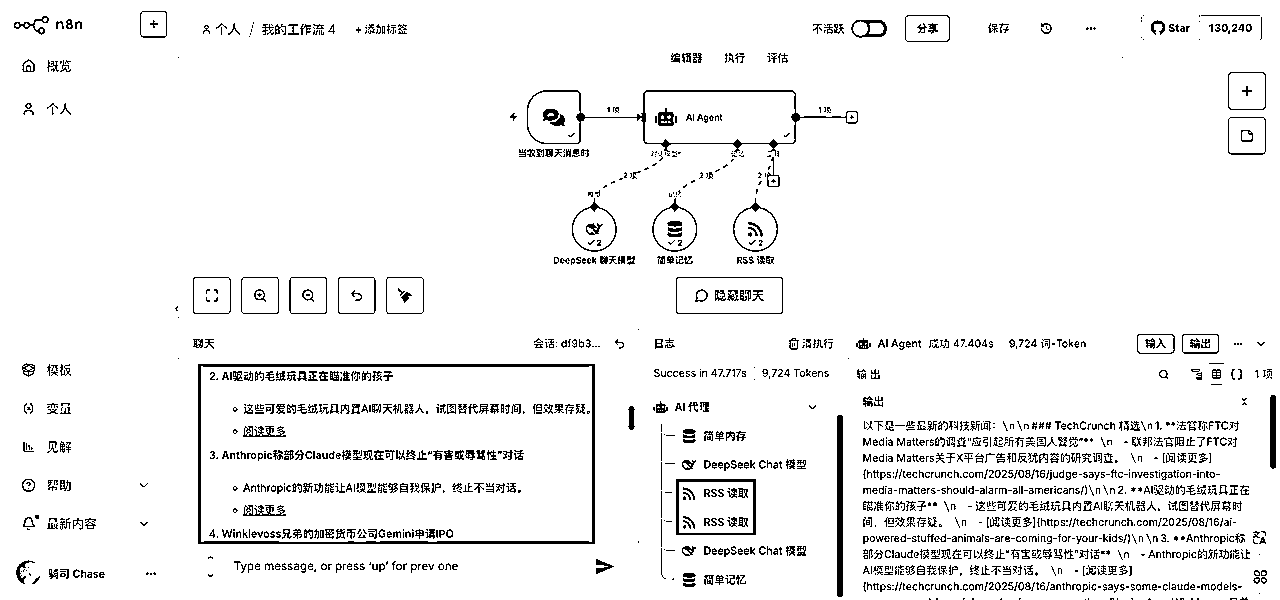 n8n
+
个人 / 我的工作流 4 + 添加标签
不活跃
分享
保存
...
Star 130,240
概览
个人
编辑器 执行 评估
1 项
AI Agent
1 项
当收到聊天消息时
2 项
2 项
2 项
2
2
2
DeepSeek 聊天模型
简单记忆
RSS 读取
隐藏聊天
模板
变量
见解
帮助
最新内容
骑司 Chase ...
聊天
会话: df9b3...
2. AI驱动的毛绒玩具正在瞄准你的孩子
这些可爱的毛绒玩具内置AI聊天机器人，试图替代屏幕时间，但效果存疑。
阅读更多
3. Anthropic称部分Claude模型现在可以终止“有害或辱骂性”对话
Anthropic的新功能让AI模型能够自我保护，终止不当对话。
阅读更多
4. Winklevoss兄弟的加密货币公司Gemini申请IPO
Type message, or press ‘up’ for prev one
日志
清执行
Success in 47.717s 9,724 Tokens
AI 代理
简单内存
DeepSeek Chat 模型
RSS 读取
RSS 读取
DeepSeek Chat 模型
简单记忆
AI Agent 成功 47.404s 9,724 词-Token
输入 输出 ...
输出
1 项
输出
以下是一些最新的科技新闻：\n\n### TechCrunch 精选\n1. **法官称FTC对
Media Matters的调查“应引起所有美国人警觉”** \n - 联邦法官阻止了FTC对
Media Matters关于X平台广告和反犹内容的研究调查。 \n - [阅读更多]
(https://techcrunch.com/2025/08/16/judge-says-ftc-investigation-into-
media-matters-should-alarm-all-americans/)\n\n2. **AI驱动的毛绒玩具正在
瞄准你的孩子** \n - 这些可爱的毛绒玩具内置AI聊天机器人，试图替代屏幕时
间，但效果存疑。 \n - [阅读更多](https://techcrunch.com/2025/08/16/ai-
powered-stuffed-animals-are-coming-for-your-kids/)\n\n3. **Anthropic称
部分Claude模型现在可以终止“有害或辱骂性”对话** \n - Anthropic的新功能让
AI模型能够自我保护，终止不当对话。 \n - [阅读更多]
(https://techcrunch.com/2025/08/16/anthropic-says-some-claude-models-